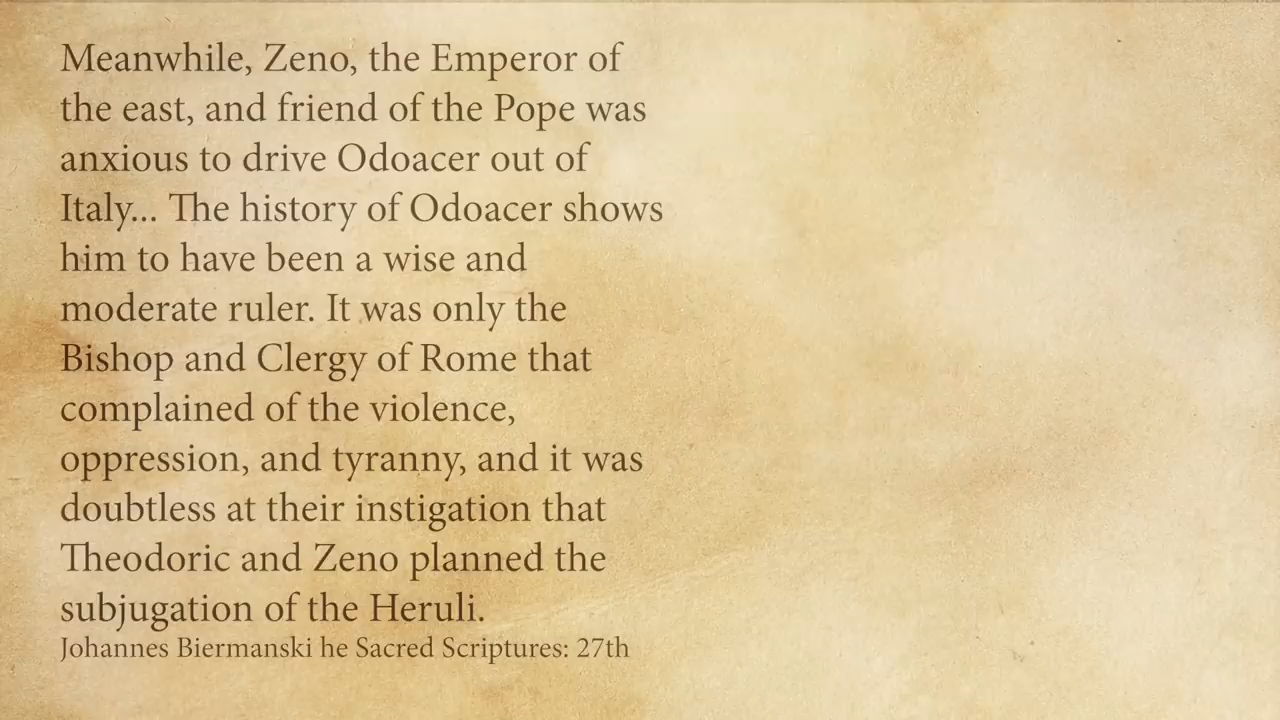 Meanwhile, Zeno, the Emperor of
the east, and friend of the Pope was
anxious to drive Odoacer out of
Italy... The history of Odoacer shows
him to have been a wise and
moderate ruler. It was only the
Bishop and Clergy of Rome that
complained of the violence,
oppression, and tyranny, and it was
doubtless at their instigation that
Theodoric and Zeno planned the
subjugation of the Heruli.
Johannes Biermanski he Sacred Scriptures: 27th